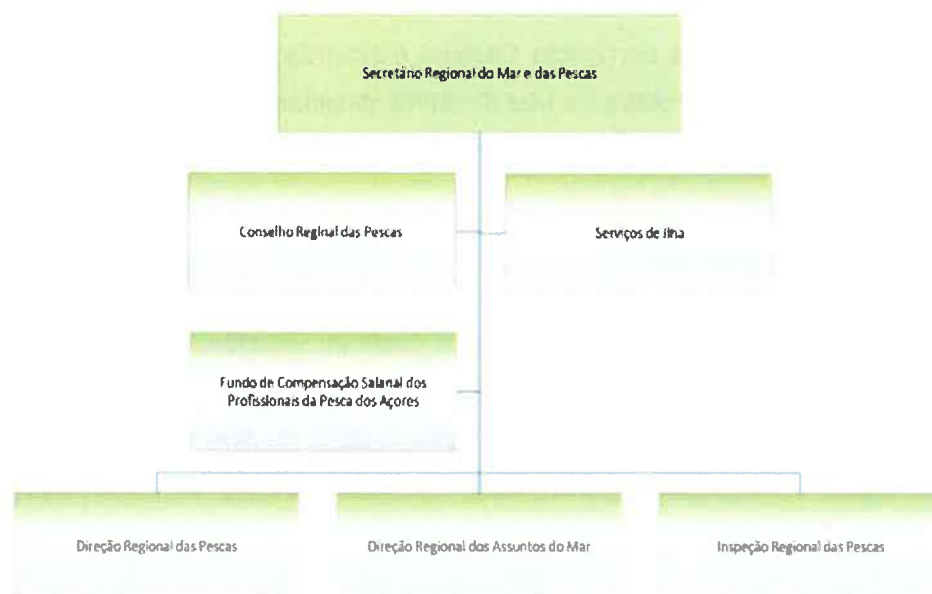 Secretário Regional do Mar e das Pescas
Conselho Reginal das Pescas
Serviços de Ilha
Fundo de Compensação Salarial dos
Profissionais da Pesca dos Açores
Direção Regional das Pescas
Direção Regional dos Assuntos do Mar
Inspeção Regional das Pescas